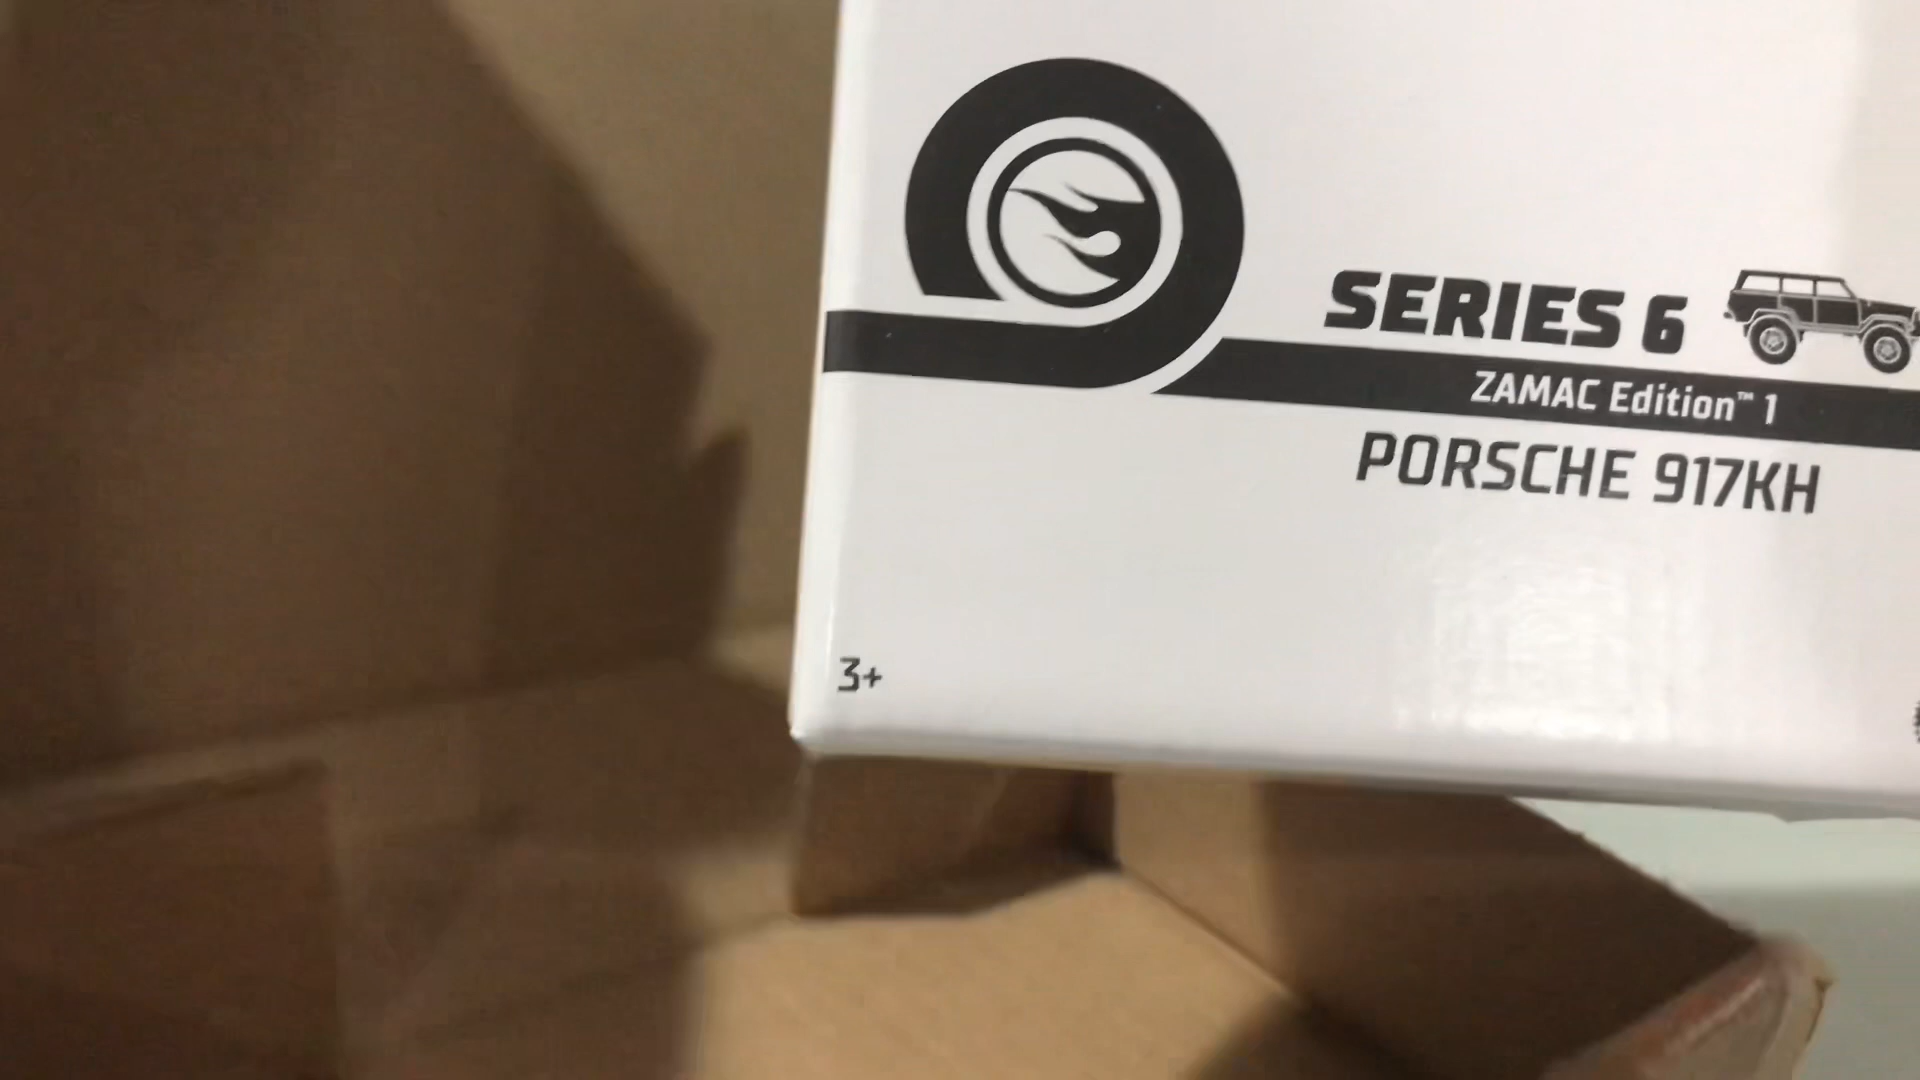 SERIES 6
ZAMAC Edition™ 1
PORSCHE 917KH
3+